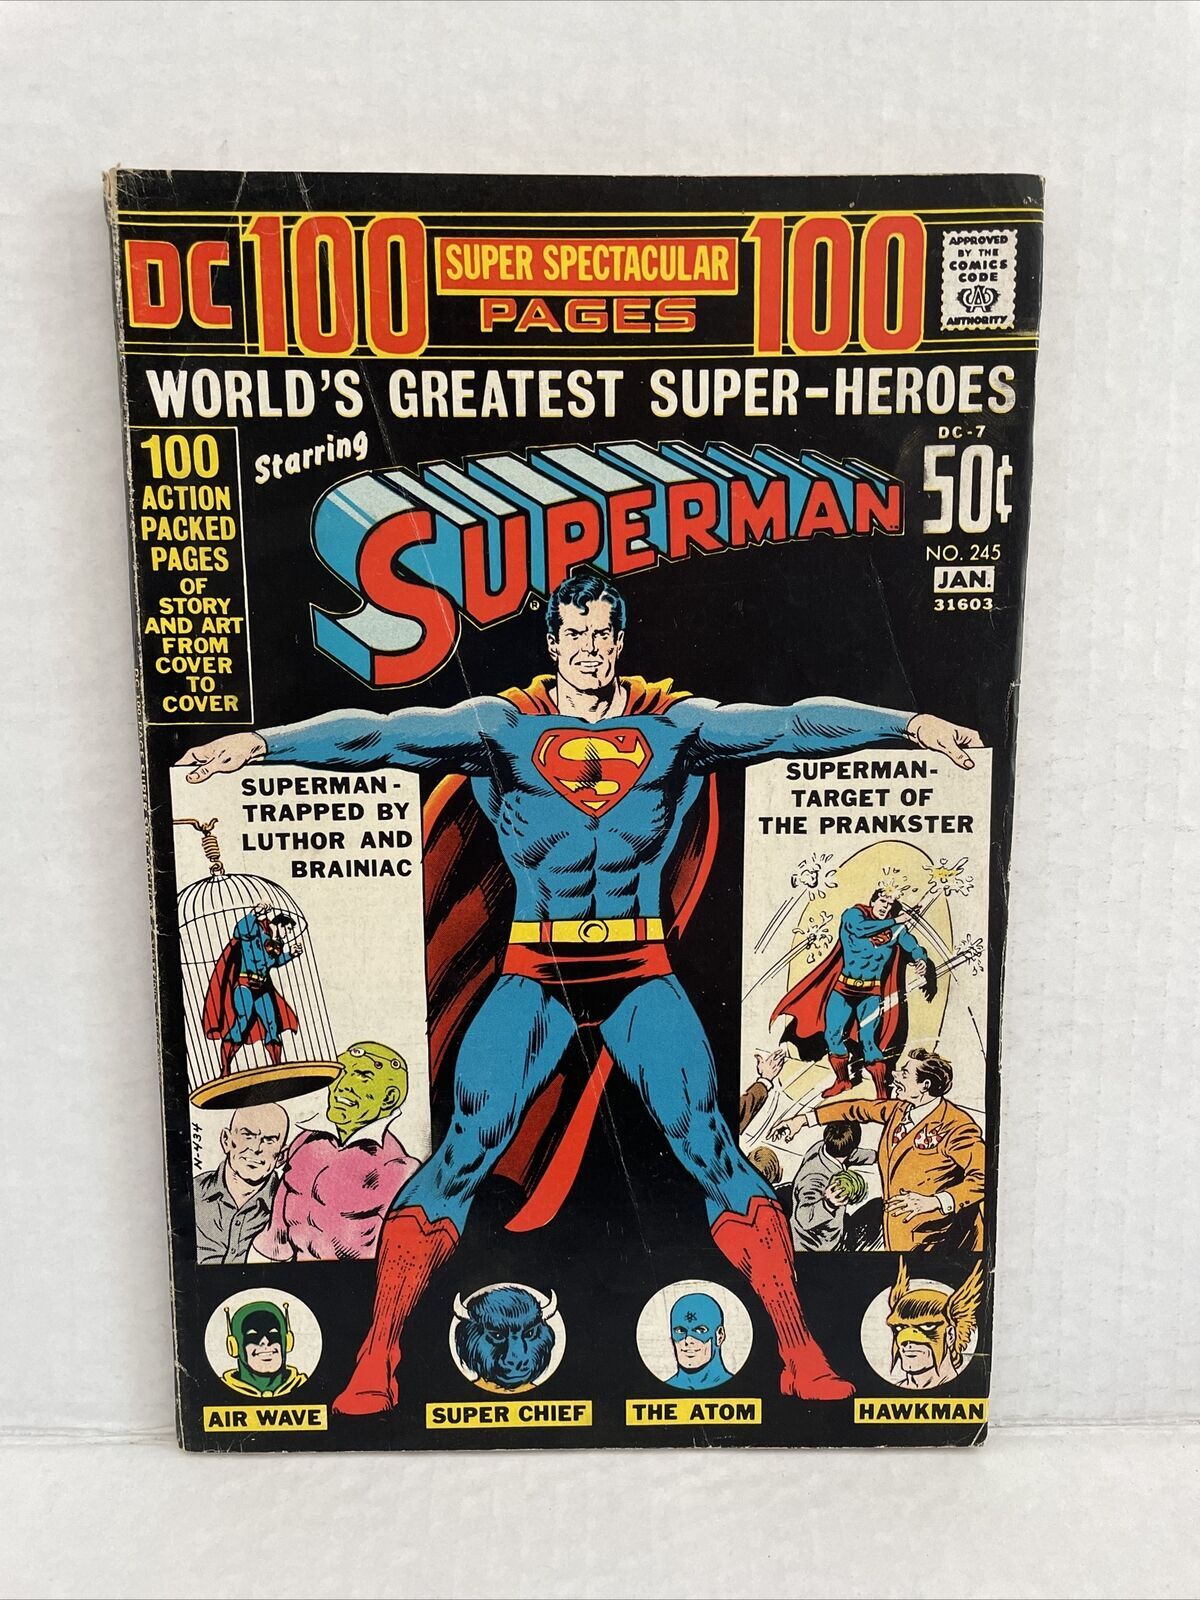 DC 100 SUPER SPECTACULAR 100
PAGES
APPROVED
BY THE
COMICS
CODE
CA
AUTHORITY
WORLD'S GREATEST SUPER-HEROES
100
ACTION
PACKED
PAGES
OF
STORY
AND ART
FROM
COVER
TO
COVER
Starring
SUPERMAN
®
DC-7
50¢
NO. 245
JAN.
31603
SUPERMAN-
TRAPPED BY
LUTHOR AND
BRAINIAC
SUPERMAN-
TARGET OF
THE PRANKSTER
S
N-434
AIR WAVE
SUPER CHIEF
THE ATOM
HAWKMAN